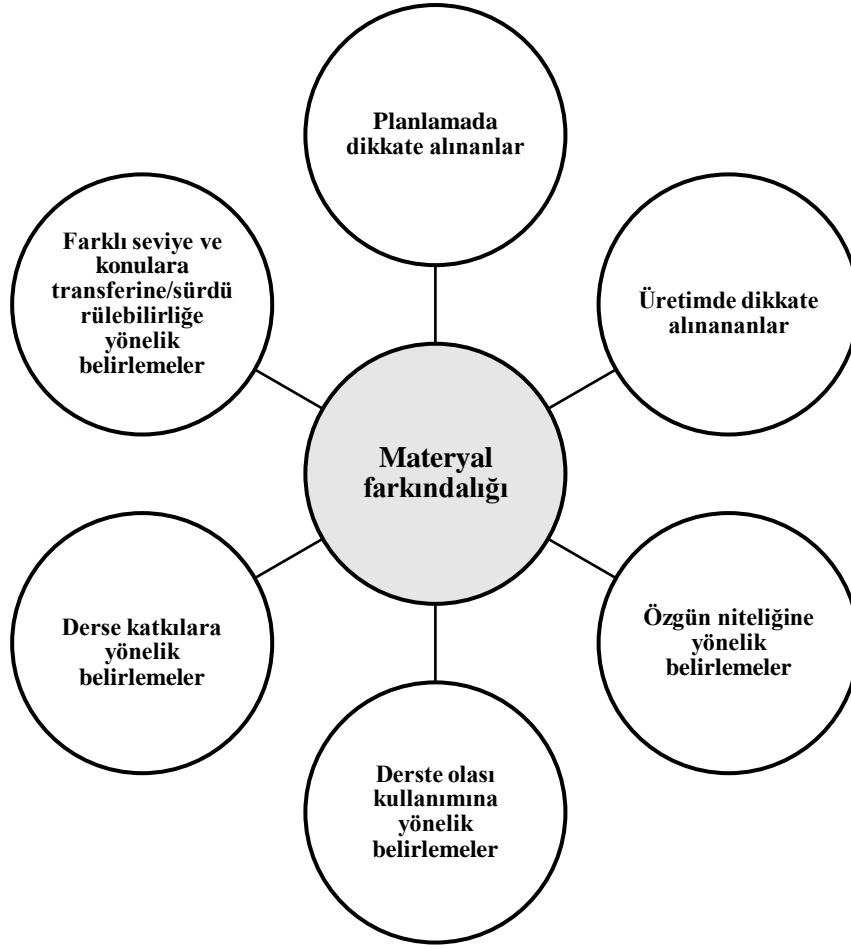 Planlamada
dikkate alınanlar
Farklı seviye ve
konulara
transferine/sürdü
rülebilirliğe
yönelik
belirlemeler
Üretimde dikkate
alınananlar
Materyal
farkındalığı
Derse katkılara
yönelik
belirlemeler
Özgün niteliğine
yönelik
belirlemeler
Derste olası
kullanımına
yönelik
belirlemeler